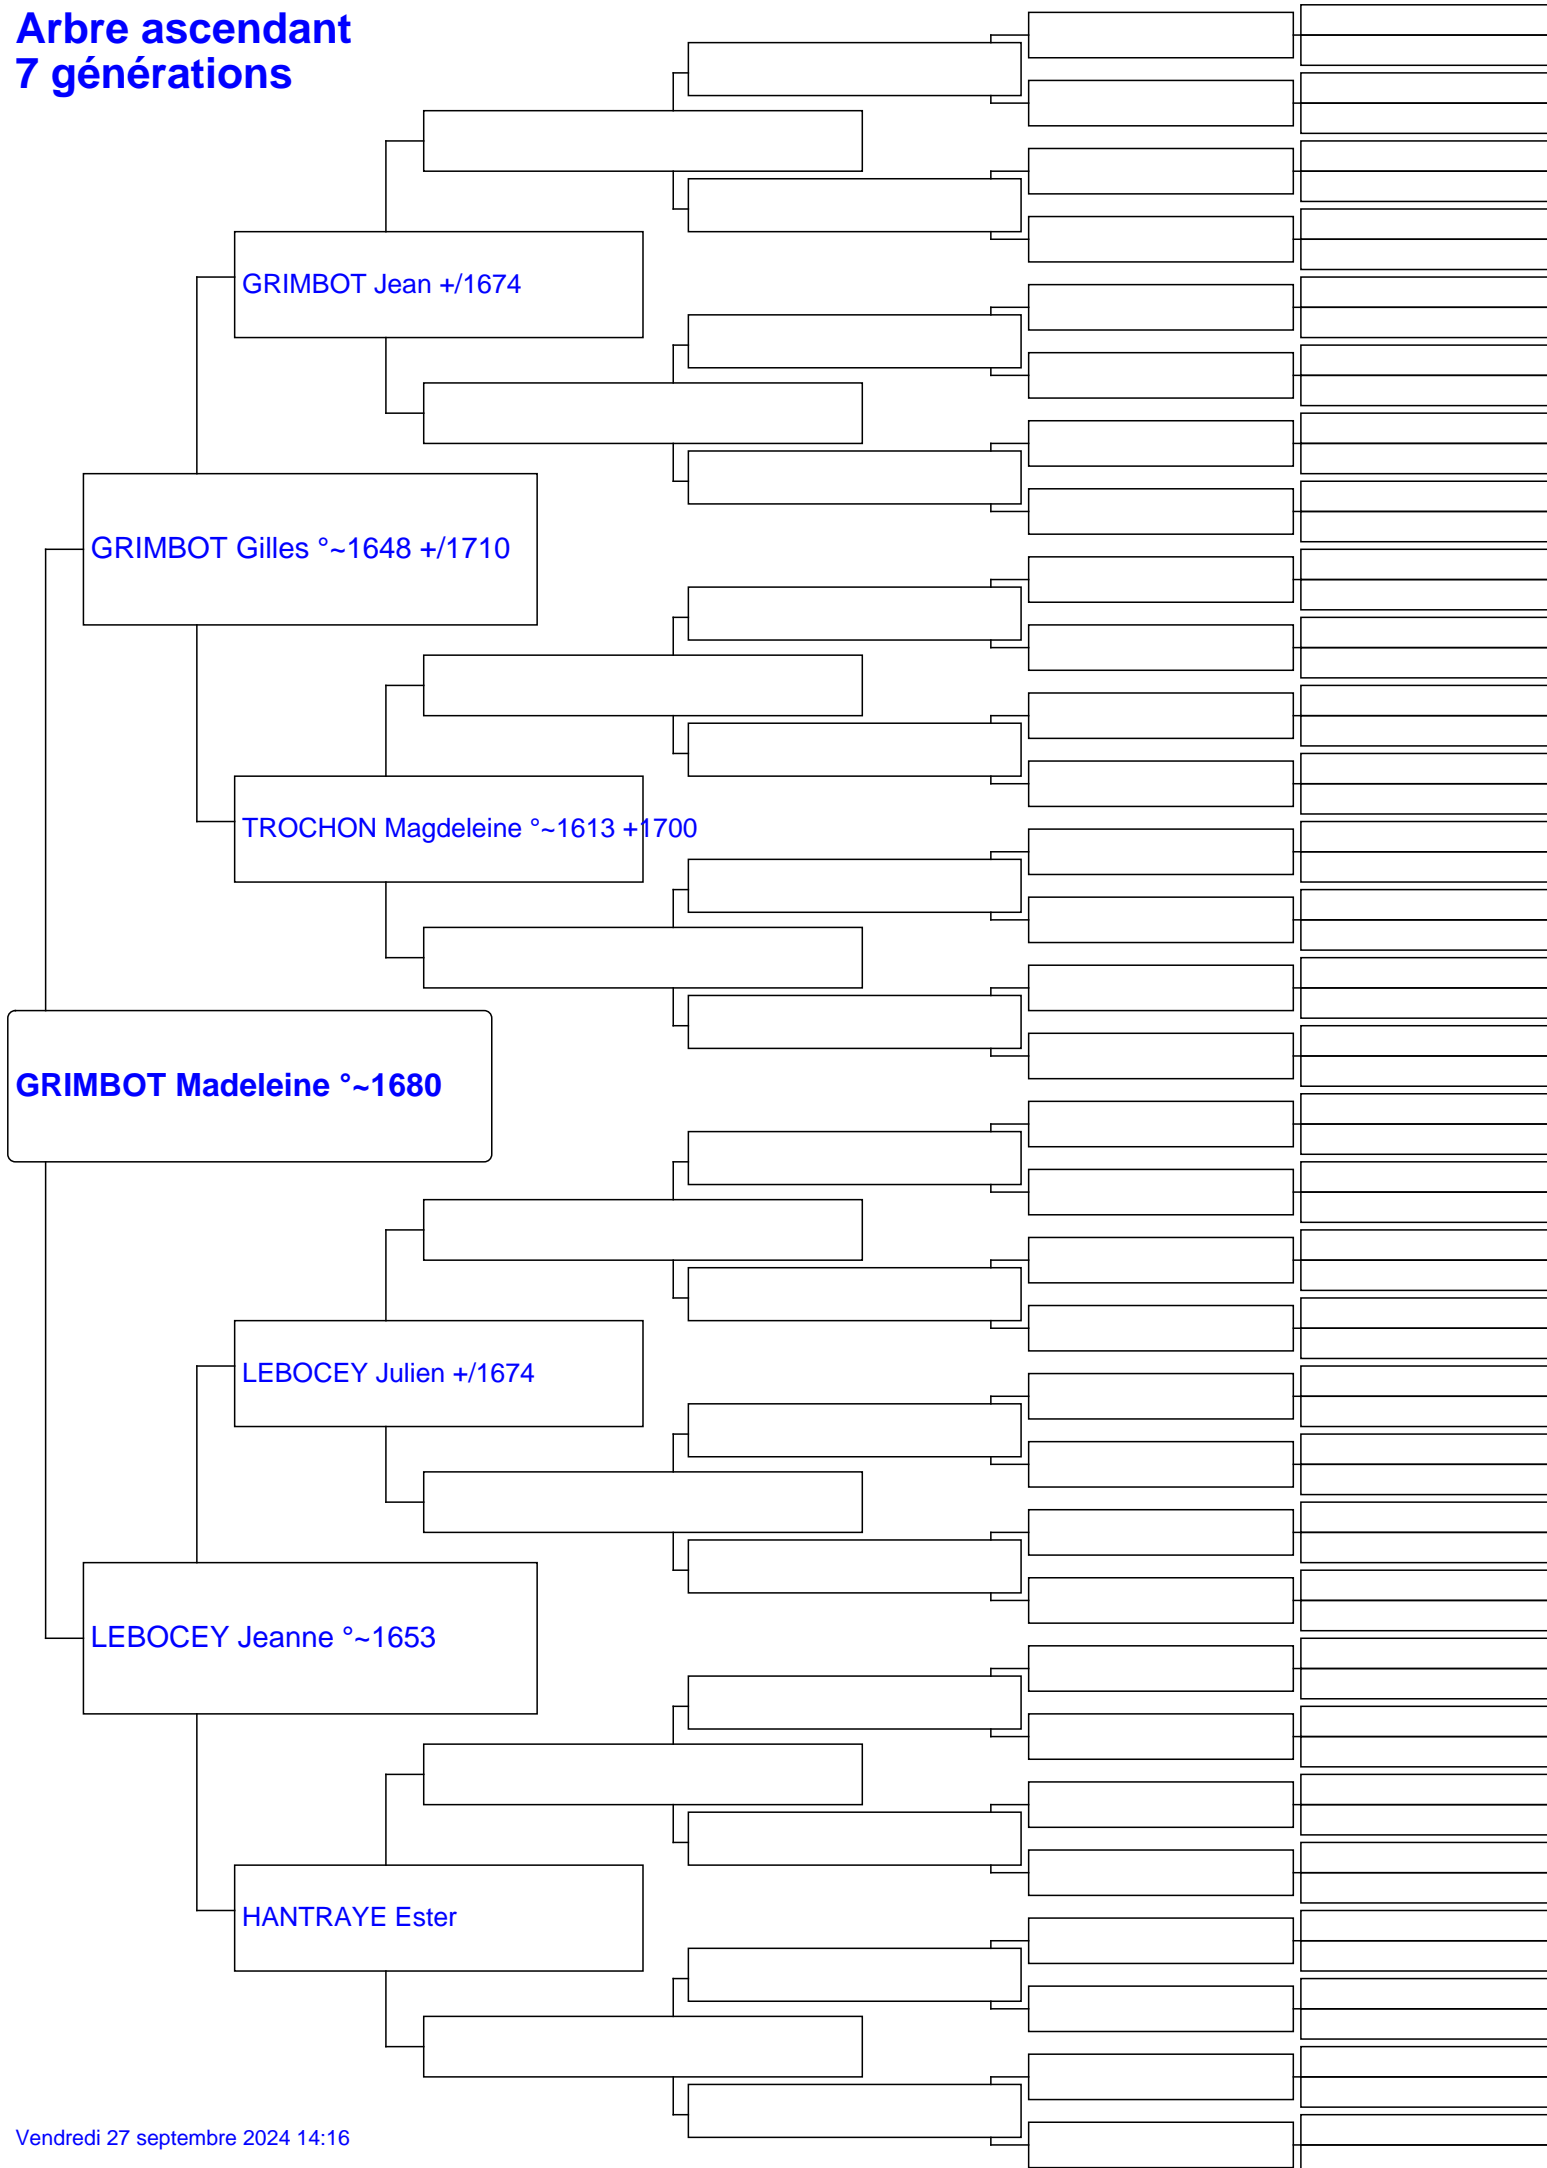 Arbre ascendant
7 générations
GRIMBOT Jean +/1674
GRIMBOT Gilles °~1648 +/1710
TROCHON Magdeleine °~1613 +1700
GRIMBOT Madeleine °~1680
LEBOCEY Julien +/1674
LEBOCEY Jeanne °~1653
HANTRAYE Ester
Vendredi 27 septembre 2024 14:16